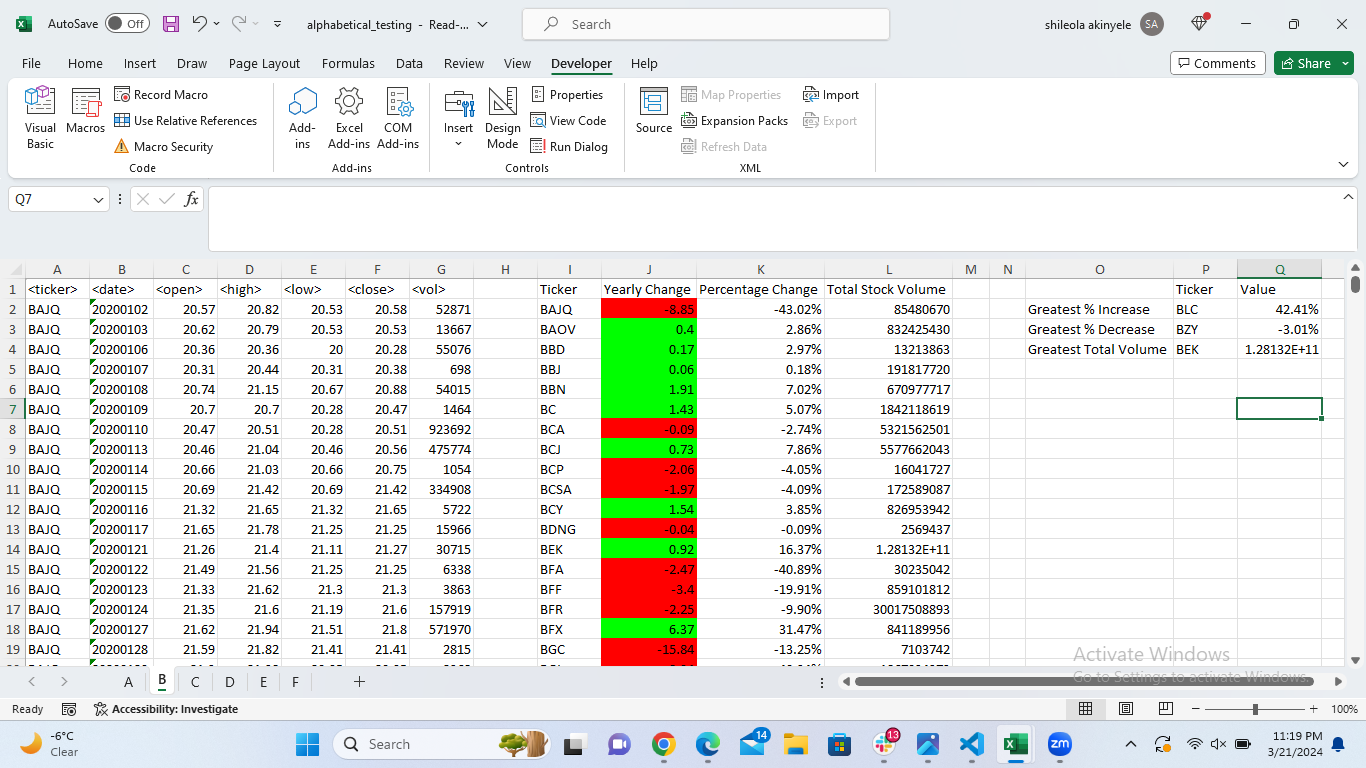 AutoSave Off alphabetical_testing - Read-... Search shileola akinyele SA
File Home Insert Draw Page Layout Formulas Data Review View Developer Help Comments Share
Visual Basic Macros Record Macro Use Relative References Macro Security Code
Add-ins Excel Add-ins COM Add-ins Add-ins
Insert Design Mode Properties View Code Run Dialog Controls
Source Map Properties Expansion Packs Refresh Data Import Export XML
Q7 fx
A B C D E F G H I J K L M N O P Q
1 <ticker> <date> <open> <high> <low> <close> <vol> Ticker Yearly Change Percentage Change Total Stock Volume Ticker Value
2 BAJQ 20200102 20.57 20.82 20.53 20.58 52871 BAJQ -8.85 -43.02% 85480670 Greatest % Increase BLC 42.41%
3 BAJQ 20200103 20.62 20.79 20.53 20.53 13667 BAOV 0.4 2.86% 832425430 Greatest % Decrease BZY -3.01%
4 BAJQ 20200106 20.36 20.36 20 20.28 55076 BBD 0.17 2.97% 13213863 Greatest Total Volume BEK 1.28132E+11
5 BAJQ 20200107 20.31 20.44 20.31 20.38 698 BBJ 0.06 0.18% 191817720
6 BAJQ 20200108 20.74 21.15 20.67 20.88 54015 BBN 1.91 7.02% 670977717
7 BAJQ 20200109 20.7 20.7 20.28 20.47 1464 BC 1.43 5.07% 1842118619
8 BAJQ 20200110 20.47 20.51 20.28 20.51 923692 BCA -0.09 -2.74% 5321562501
9 BAJQ 20200113 20.46 21.04 20.46 20.56 475774 BCJ 0.73 7.86% 5577662043
10 BAJQ 20200114 20.66 21.03 20.66 20.75 1054 BCP -2.06 -4.05% 16041727
11 BAJQ 20200115 20.69 21.42 20.69 21.42 334908 BCSA -1.97 -4.09% 172589087
12 BAJQ 20200116 21.32 21.65 21.32 21.65 5722 BCY 1.54 3.85% 826953942
13 BAJQ 20200117 21.65 21.78 21.25 21.25 15966 BDNG -0.04 -0.09% 2569437
14 BAJQ 20200121 21.26 21.4 21.11 21.27 30715 BEK 0.92 16.37% 1.28132E+11
15 BAJQ 20200122 21.49 21.56 21.25 21.25 6338 BFA -2.47 -40.89% 30235042
16 BAJQ 20200123 21.33 21.62 21.3 21.3 3863 BFF -3.4 -19.91% 859101812
17 BAJQ 20200124 21.35 21.6 21.19 21.6 157919 BFR -2.25 -9.90% 30017508893
18 BAJQ 20200127 21.62 21.94 21.51 21.8 571970 BFX 6.37 31.47% 841189956
19 BAJQ 20200128 21.59 21.82 21.41 21.41 2815 BGC -15.84 -13.25% 7103742
Activate Windows
Go to Settings to activate Windows.
A B C D E F
Ready Accessibility: Investigate 100%
-6°C Clear Search 14 13 zm 11:19 PM
3/21/2024